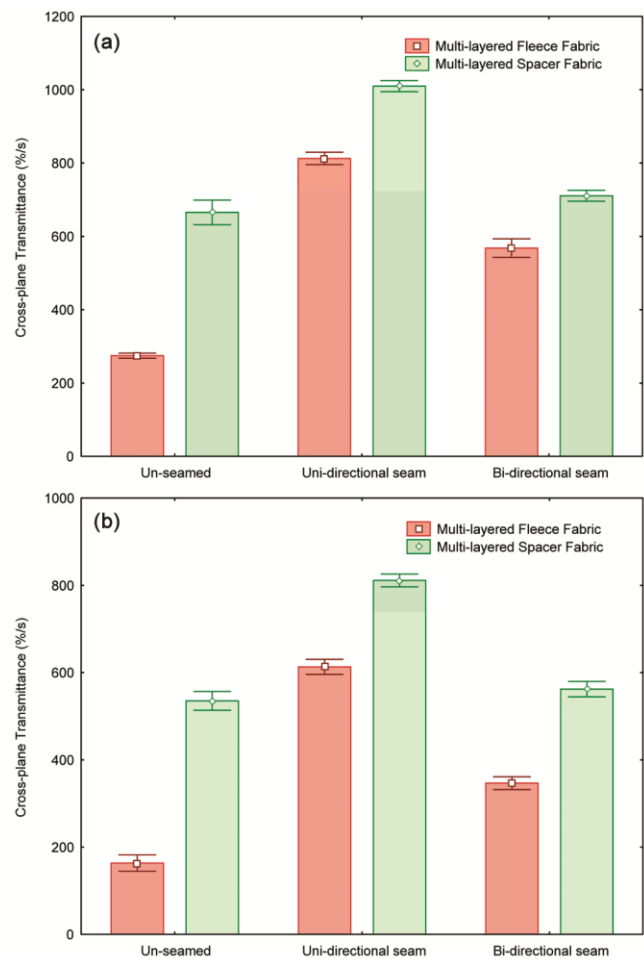 (a)
Multi-layered Fleece Fabric
Multi-layered Spacer Fabric
Cross-plane Transmittance (%/s)
1200
1000
800
600
400
200
0
Un-seamed Uni-directional seam Bi-directional seam
(b)
Multi-layered Fleece Fabric
Multi-layered Spacer Fabric
Cross-plane Transmittance (%/s)
1000
800
600
400
200
0
Un-seamed Uni-directional seam Bi-directional seam